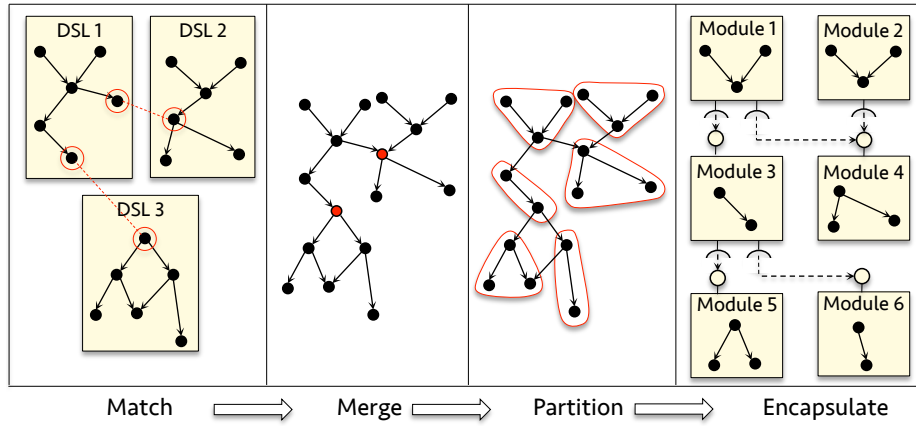 DSL 1
DSL 2
DSL 3
Module 1
Module 2
Module 3
Module 4
Module 5
Module 6
Match
Merge
Partition
Encapsulate